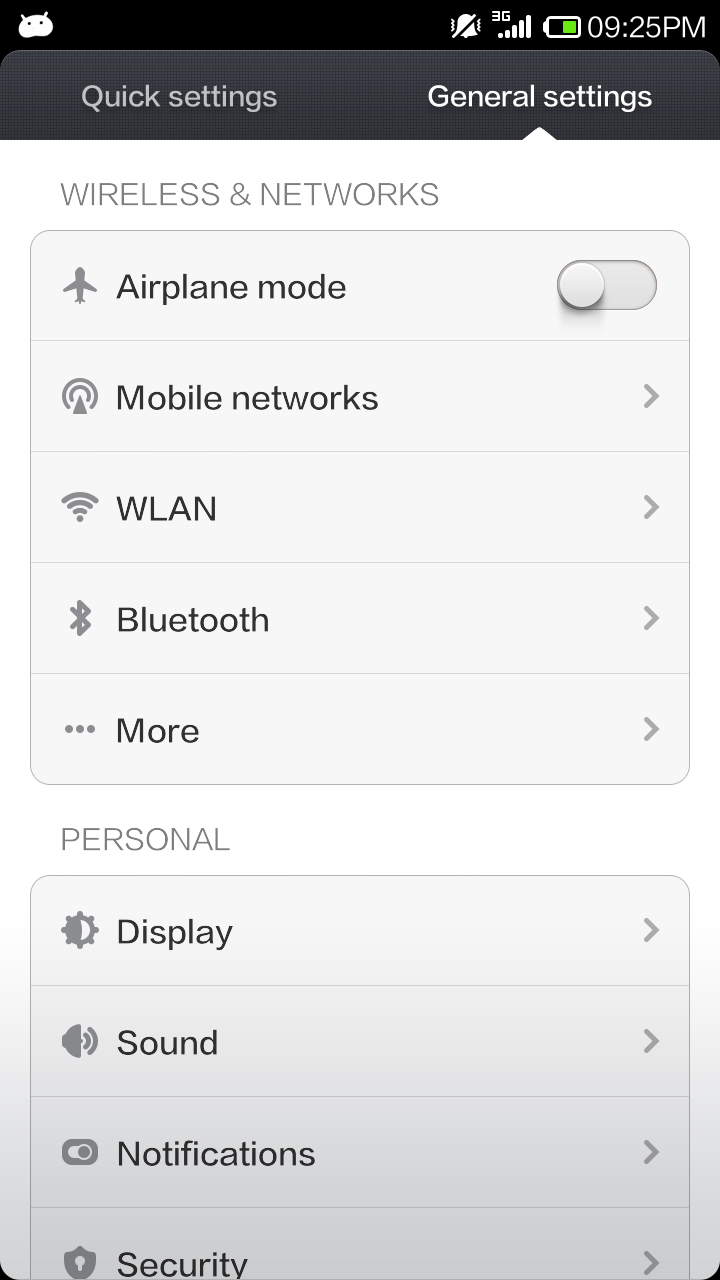 3G 09:25PM
Quick settings General settings
WIRELESS & NETWORKS
Airplane mode
Mobile networks
WLAN
Bluetooth
More
PERSONAL
Display
Sound
Notifications
Security